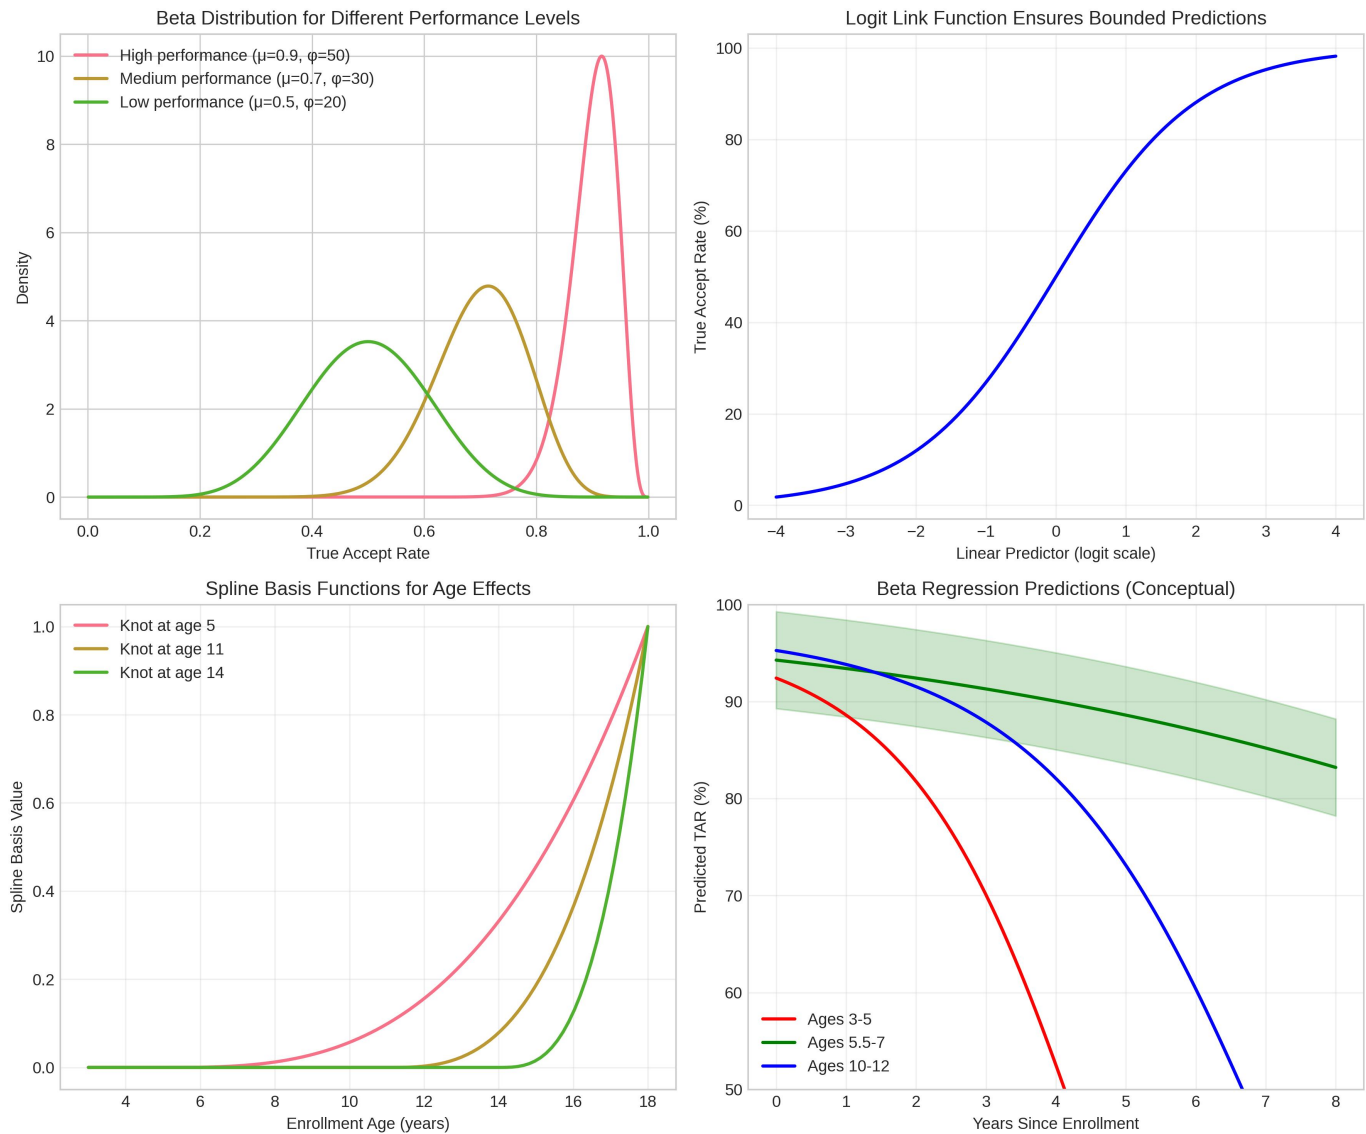 Beta Distribution for Different Performance Levels
High performance (μ=0.9, φ=50)
Medium performance (μ=0.7, φ=30)
Low performance (μ=0.5, φ=20)
10
8
6
4
2
0
Density
0.0 0.2 0.4 0.6 0.8 1.0
True Accept Rate
Logit Link Function Ensures Bounded Predictions
100
80
60
40
20
0
True Accept Rate (%)
−4 −3 −2 −1 0 1 2 3 4
Linear Predictor (logit scale)
Spline Basis Functions for Age Effects
Knot at age 5
Knot at age 11
Knot at age 14
1.0
0.8
0.6
0.4
0.2
0.0
Spline Basis Value
4 6 8 10 12 14 16 18
Enrollment Age (years)
Beta Regression Predictions (Conceptual)
100
90
80
70
60
50
Predicted TAR (%)
Ages 3-5
Ages 5.5-7
Ages 10-12
0 1 2 3 4 5 6 7 8
Years Since Enrollment